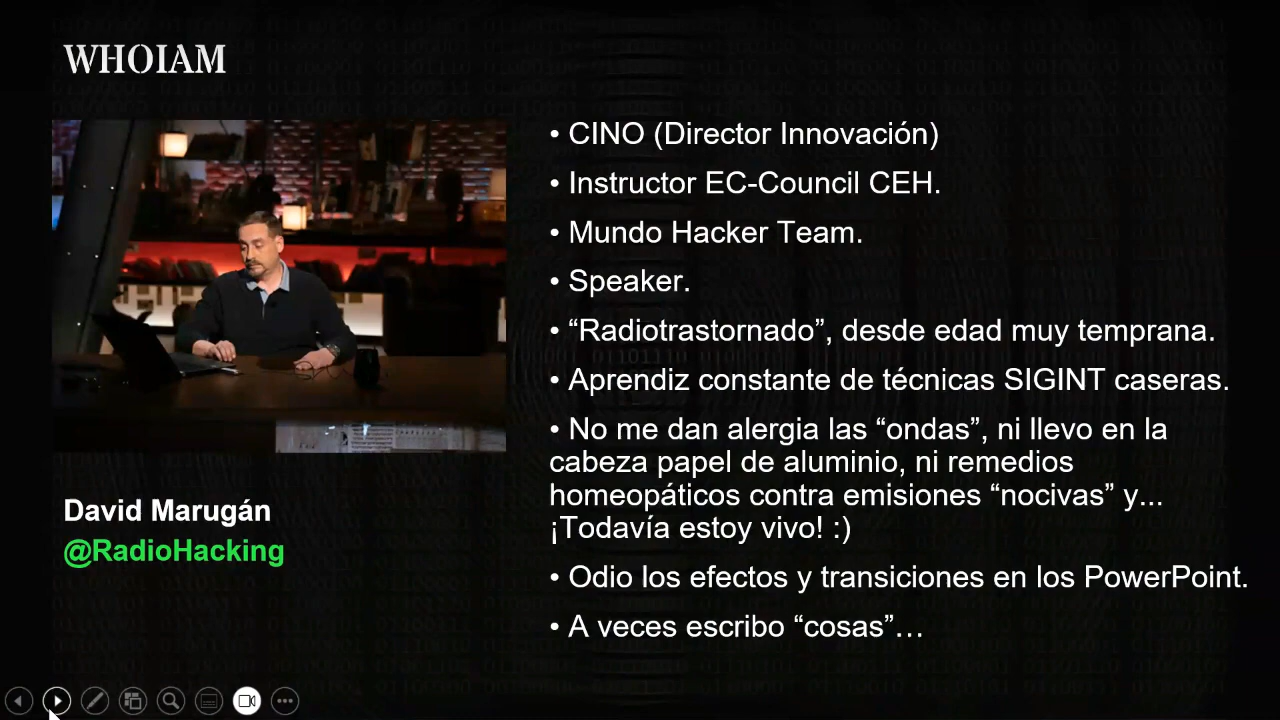 WHOIAM
• CINO (Director Innovación)
• Instructor EC-Council CEH.
• Mundo Hacker Team.
• Speaker.
• “Radiotrastornado”, desde edad muy temprana.
• Aprendiz constante de técnicas SIGINT caseras.
• No me dan alergia las “ondas”, ni llevo en la
cabeza papel de aluminio, ni remedios
homeopáticos contra emisiones “nocivas” y...
¡Todavía estoy vivo! :)
• Odio los efectos y transiciones en los PowerPoint.
• A veces escribo “cosas”…
David Marugán
@RadioHacking